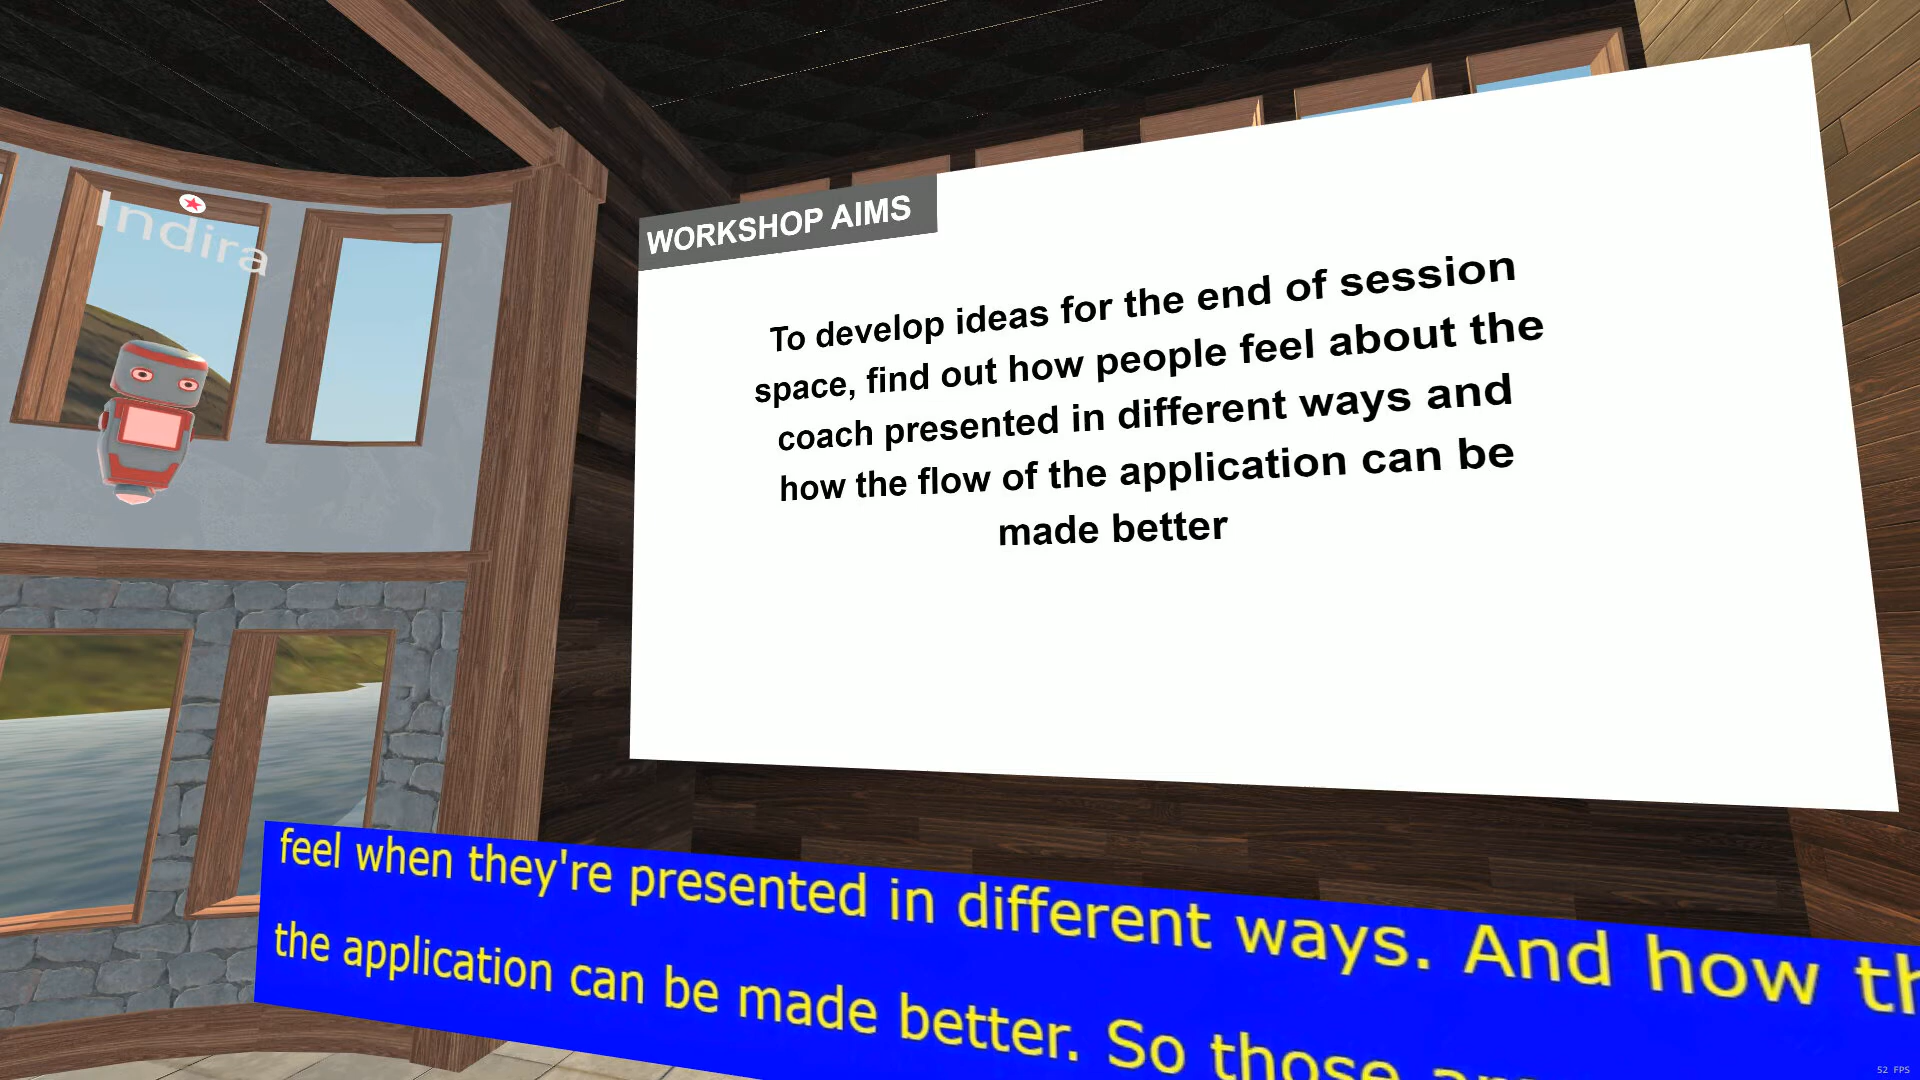 Indira
WORKSHOP AIMS
To develop ideas for the end of session
space, find out how people feel about the
coach presented in different ways and
how the flow of the application can be
made better
feel when they're presented in different ways. And how
the application can be made better. So those
52 FPS